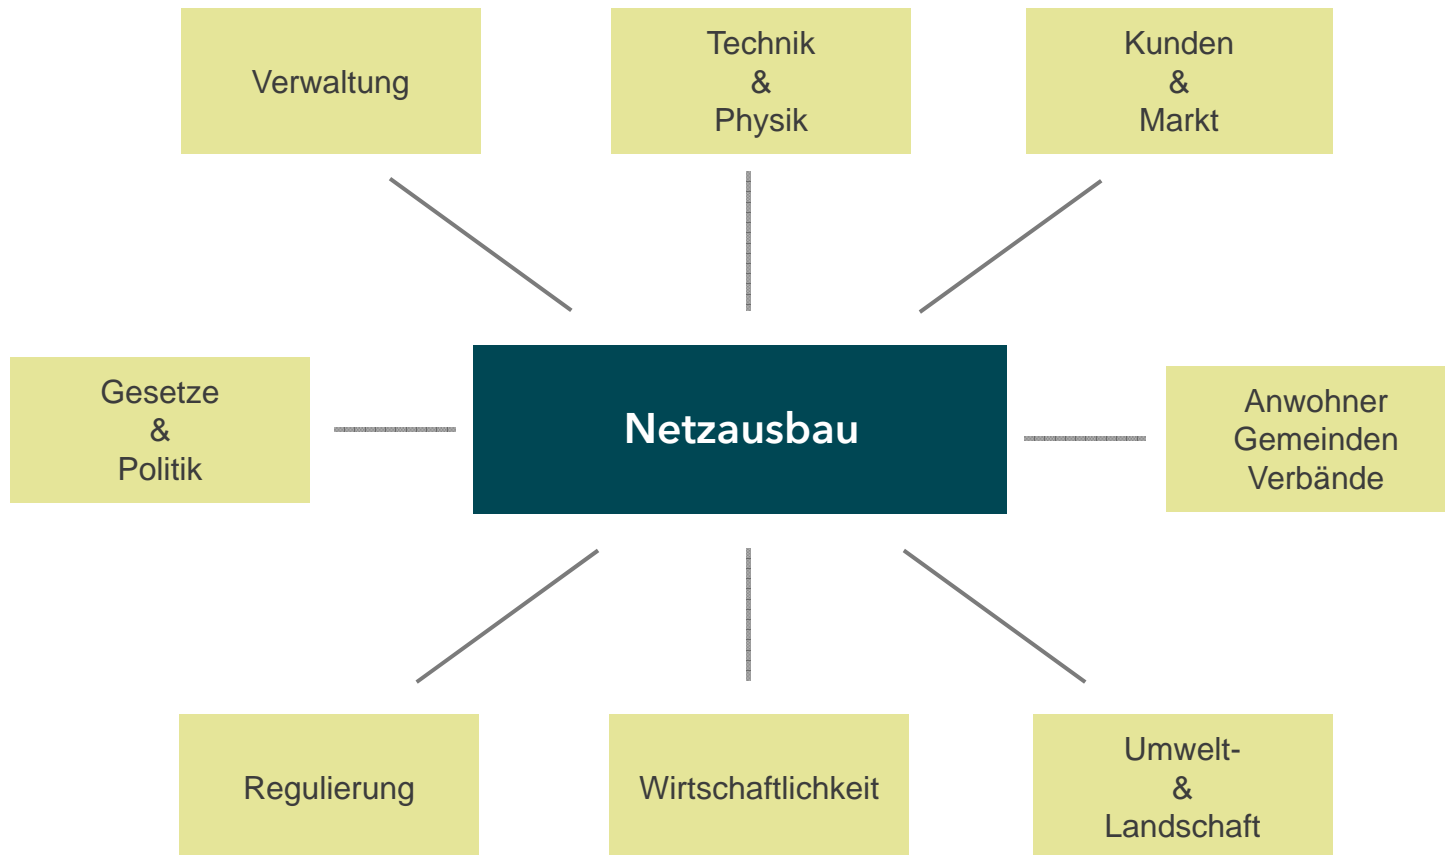 Verwaltung
Technik
&
Physik
Kunden
&
Markt
Gesetze
&
Politik
Netzausbau
Anwohner
Gemeinden
Verbände
Regulierung
Wirtschaftlichkeit
Umwelt-
&
Landschaft